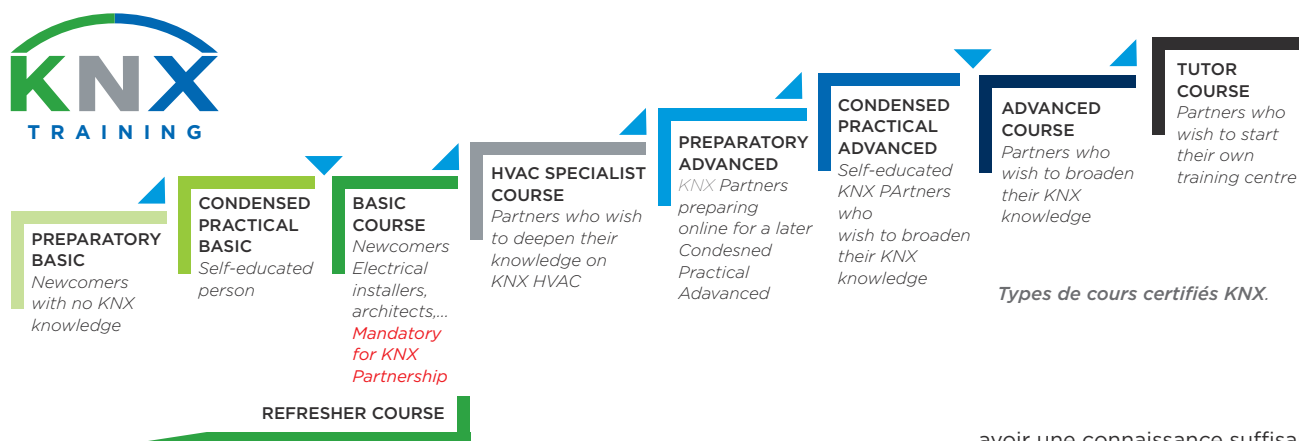 KNX
TRAINING
PREPARATORY
BASIC
Newcomers
with no KNX
knowledge
CONDENSED
PRACTICAL
BASIC
Self-educated
person
BASIC
COURSE
Newcomers
Electrical
installers,
architects,...
Mandatory
for KNX
Partnership
REFRESHER COURSE
HVAC SPECIALIST
COURSE
Partners who wish
to deepen their
knowledge on
KNX HVAC
PREPARATORY
ADVANCED
KNX Partners
preparing
online for a later
Condesned
Practical
Adavanced
CONDENSED
PRACTICAL
ADVANCED
Self-educated
KNX PArtners
who
wish to broaden
their KNX
knowledge
ADVANCED
COURSE
Partners who
wish to broaden
their KNX
knowledge
TUTOR
COURSE
Partners who
wish to start
their own
training centre
Types de cours certifiés KNX.
avoir une connaissance